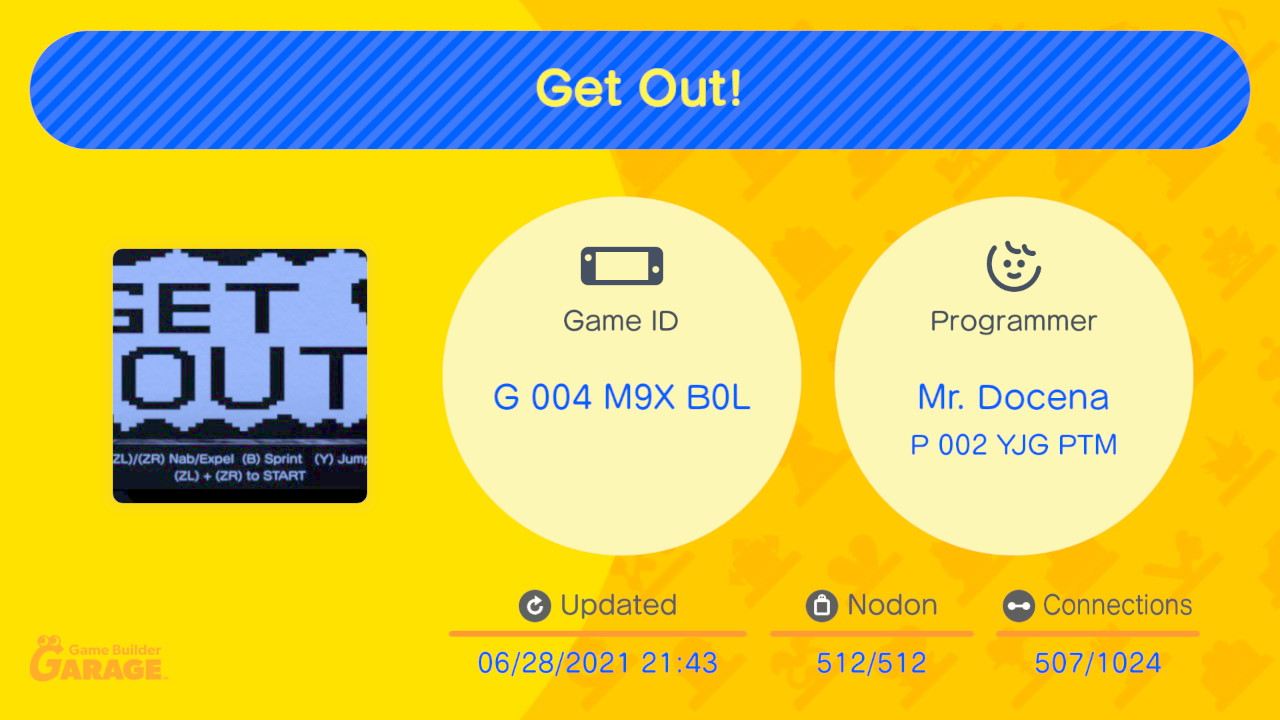 Get Out!
GET
OUT
ZL)/(ZR) Nab/Expel (B) Sprint (Y) Jump
(ZL) + (ZR) to START
Game ID
G 004 M9X B0L
Programmer
Mr. Docena
P 002 YJG PTM
Updated
06/28/2021 21:43
Nodon
512/512
Connections
507/1024
Game Builder
GARAGE